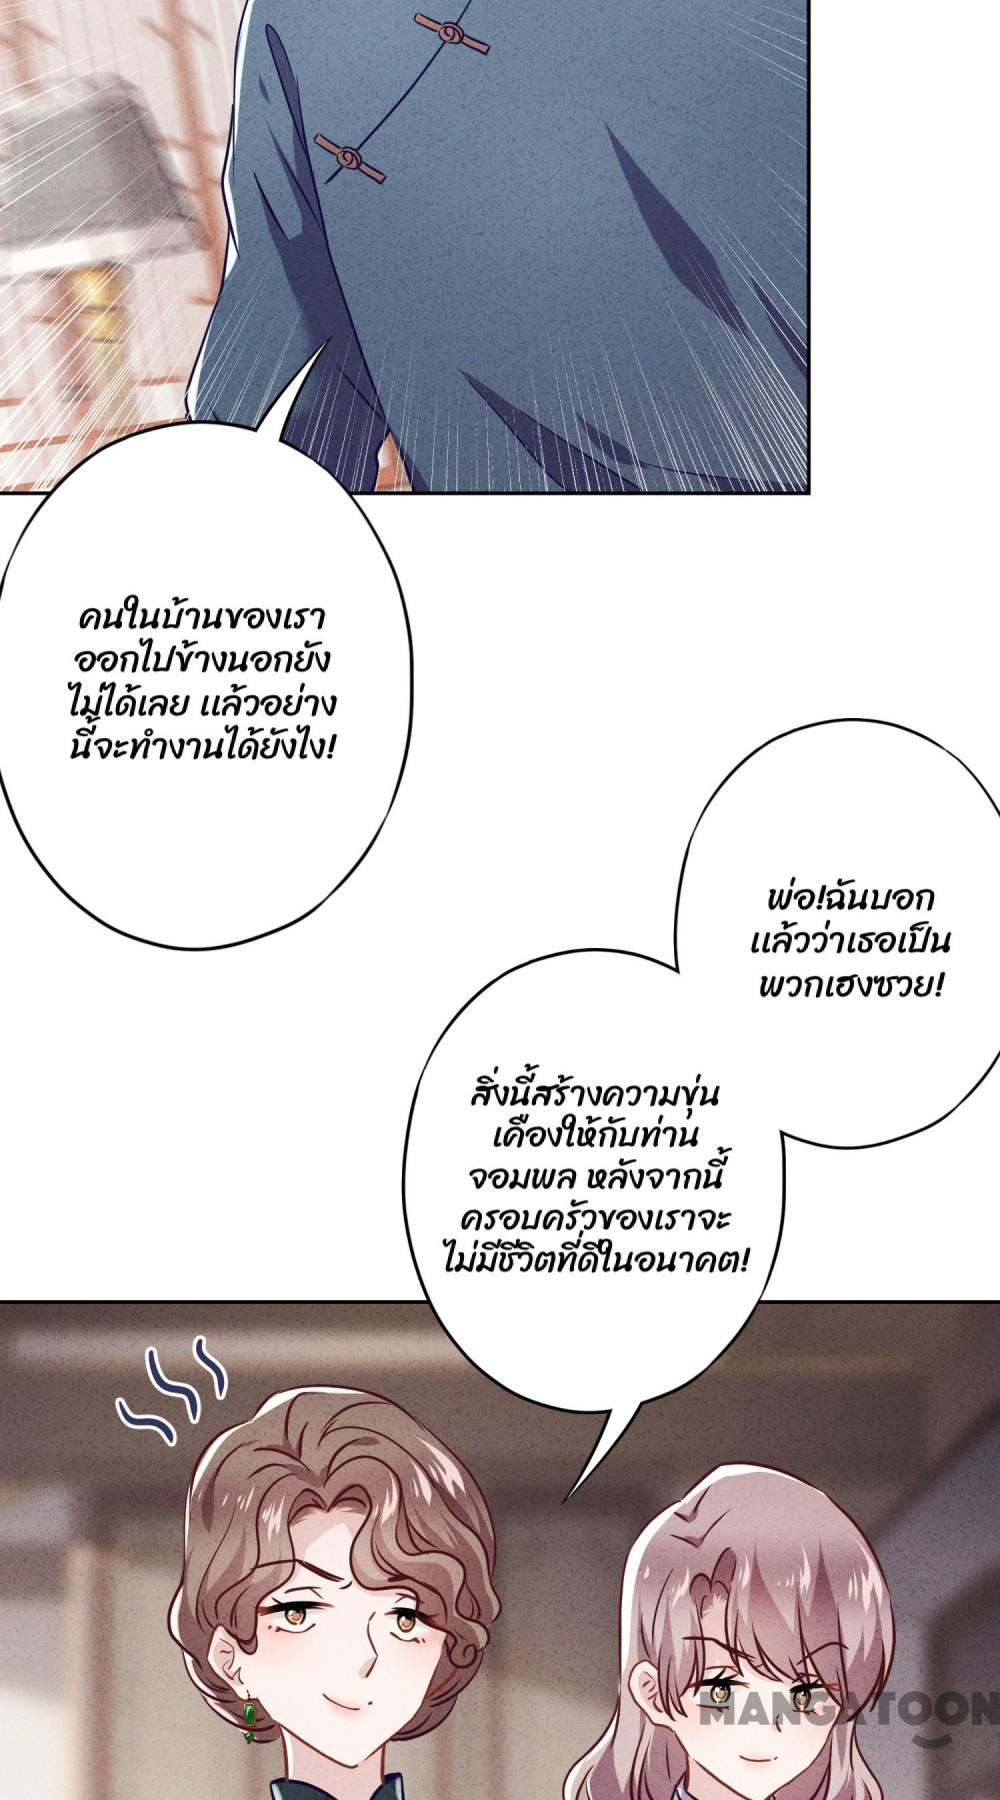 คนในบ้านของเรา
ออกไปข้างนอกยัง
ไม่ได้เลย แล้วอย่าง
นี้จะทำงานได้ยังไง!
พ่อ!ฉันบอก
แล้วว่าเธอเป็น
พวกเฮงซวย!
สิ่งนี้สร้างความขุ่น
เคืองให้กับท่าน
จอมพล หลังจากนี้
ครอบครัวของเราจะ
ไม่มีชีวิตที่ดีในอนาคต!
MANGATOON